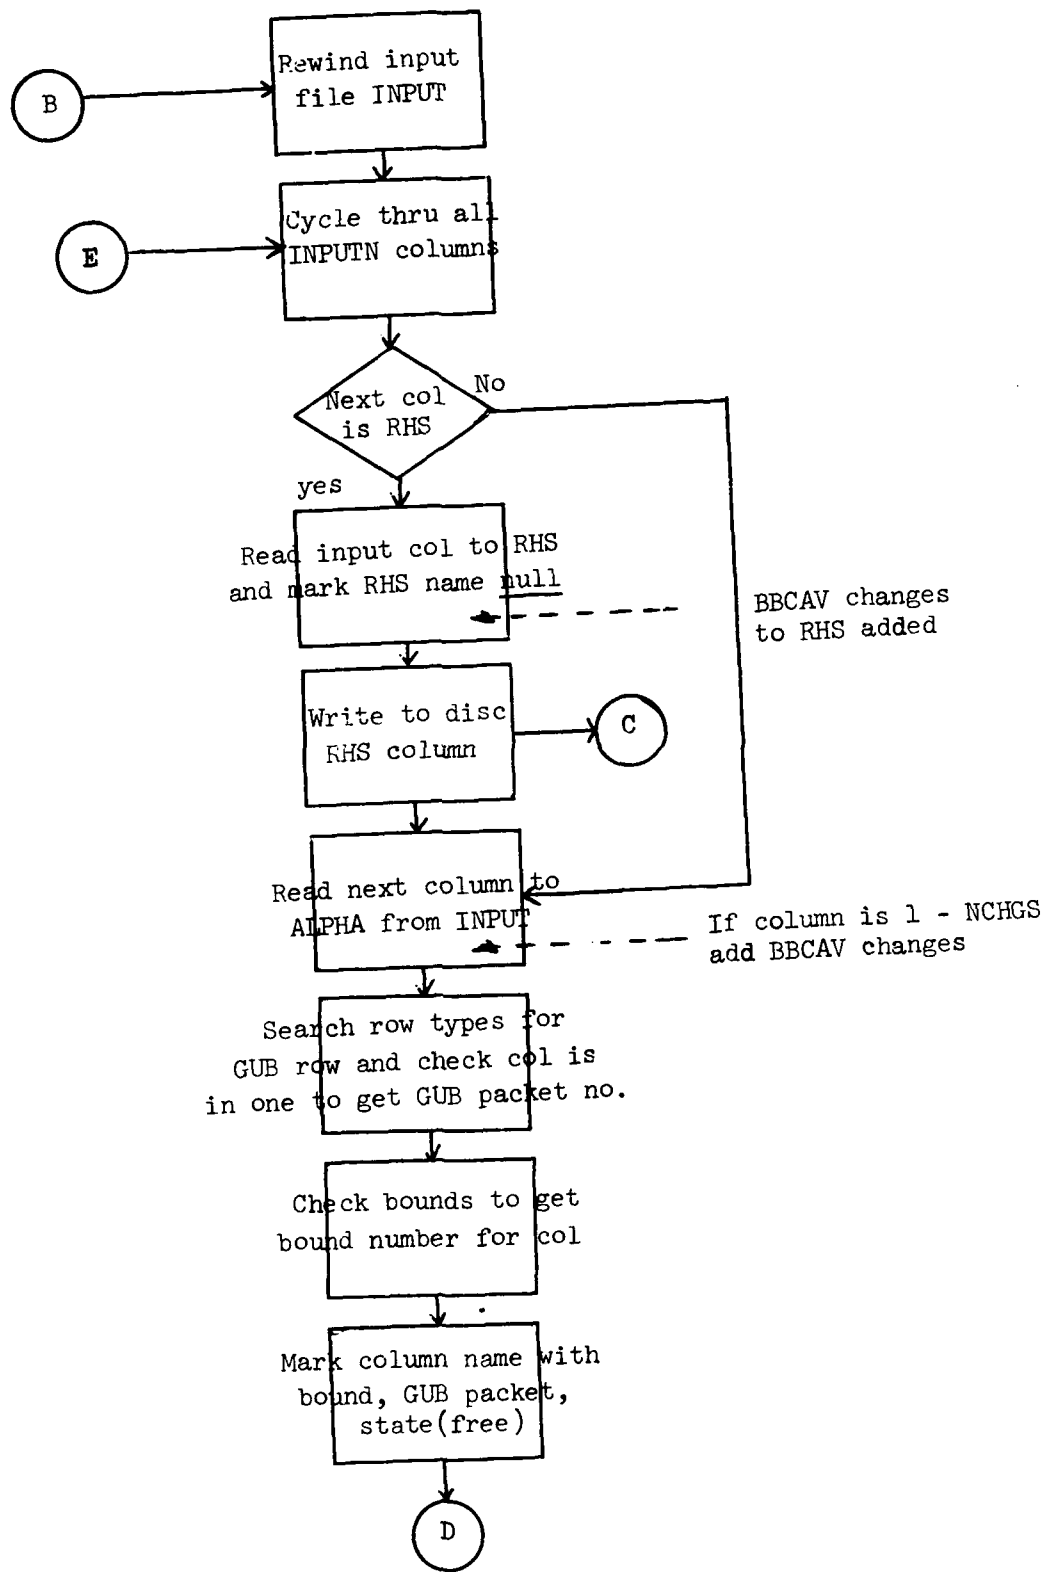 Rewind input
file INPUT
B
Cycle thru all
INPUTN columns
E
Next col
is RHS
No
yes
Read input col to RHS
and mark RHS name null
BBCAV changes
to RHS added
Write to disc
RHS column
C
Read next column to
ALPHA from INPUT
If column is 1 - NCHGS
add BBCAV changes
Search row types for
GUB row and check col is
in one to get GUB packet no.
Check bounds to get
bound number for col
Mark column name with
bound, GUB packet,
state(free)
D